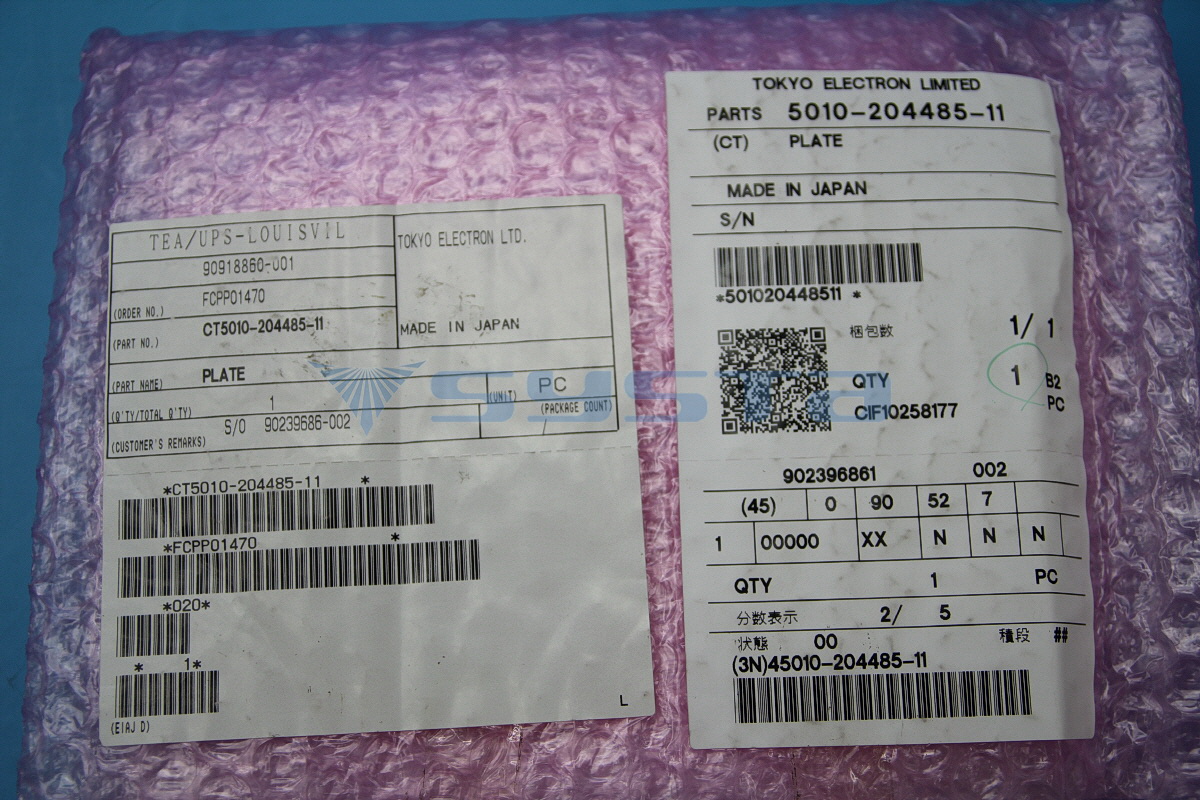 TEA/UPS-LOUISVIL
90918860-001
FCPP01470
(ORDER NO.)
CT5010-204485-11
(PART NO.)
TOKYO ELECTRON LTD.
MADE IN JAPAN
PLATE
(PART NAME)
1
(Q'TY/TOTAL Q'TY)
(UNIT) PC
S/O 90239686-002
(CUSTOMER'S REMARKS)
(PACKAGE COUNT)
*CT5010-204485-11 *
*FCPP01470 *
*020*
* 1*
(EIAJ D)
L
TOKYO ELECTRON LIMITED
PARTS 5010-204485-11
(CT) PLATE
MADE IN JAPAN
S/N
*501020448511 *
梱包数 1/ 1
QTY 1 B2
PC
CIF10258177
902396861 002
(45) 0 90 52 7
1 00000 XX N N N
QTY 1 PC
分数表示 2/ 5
状態 00 積段 ##
(3N)45010-204485-11
systa